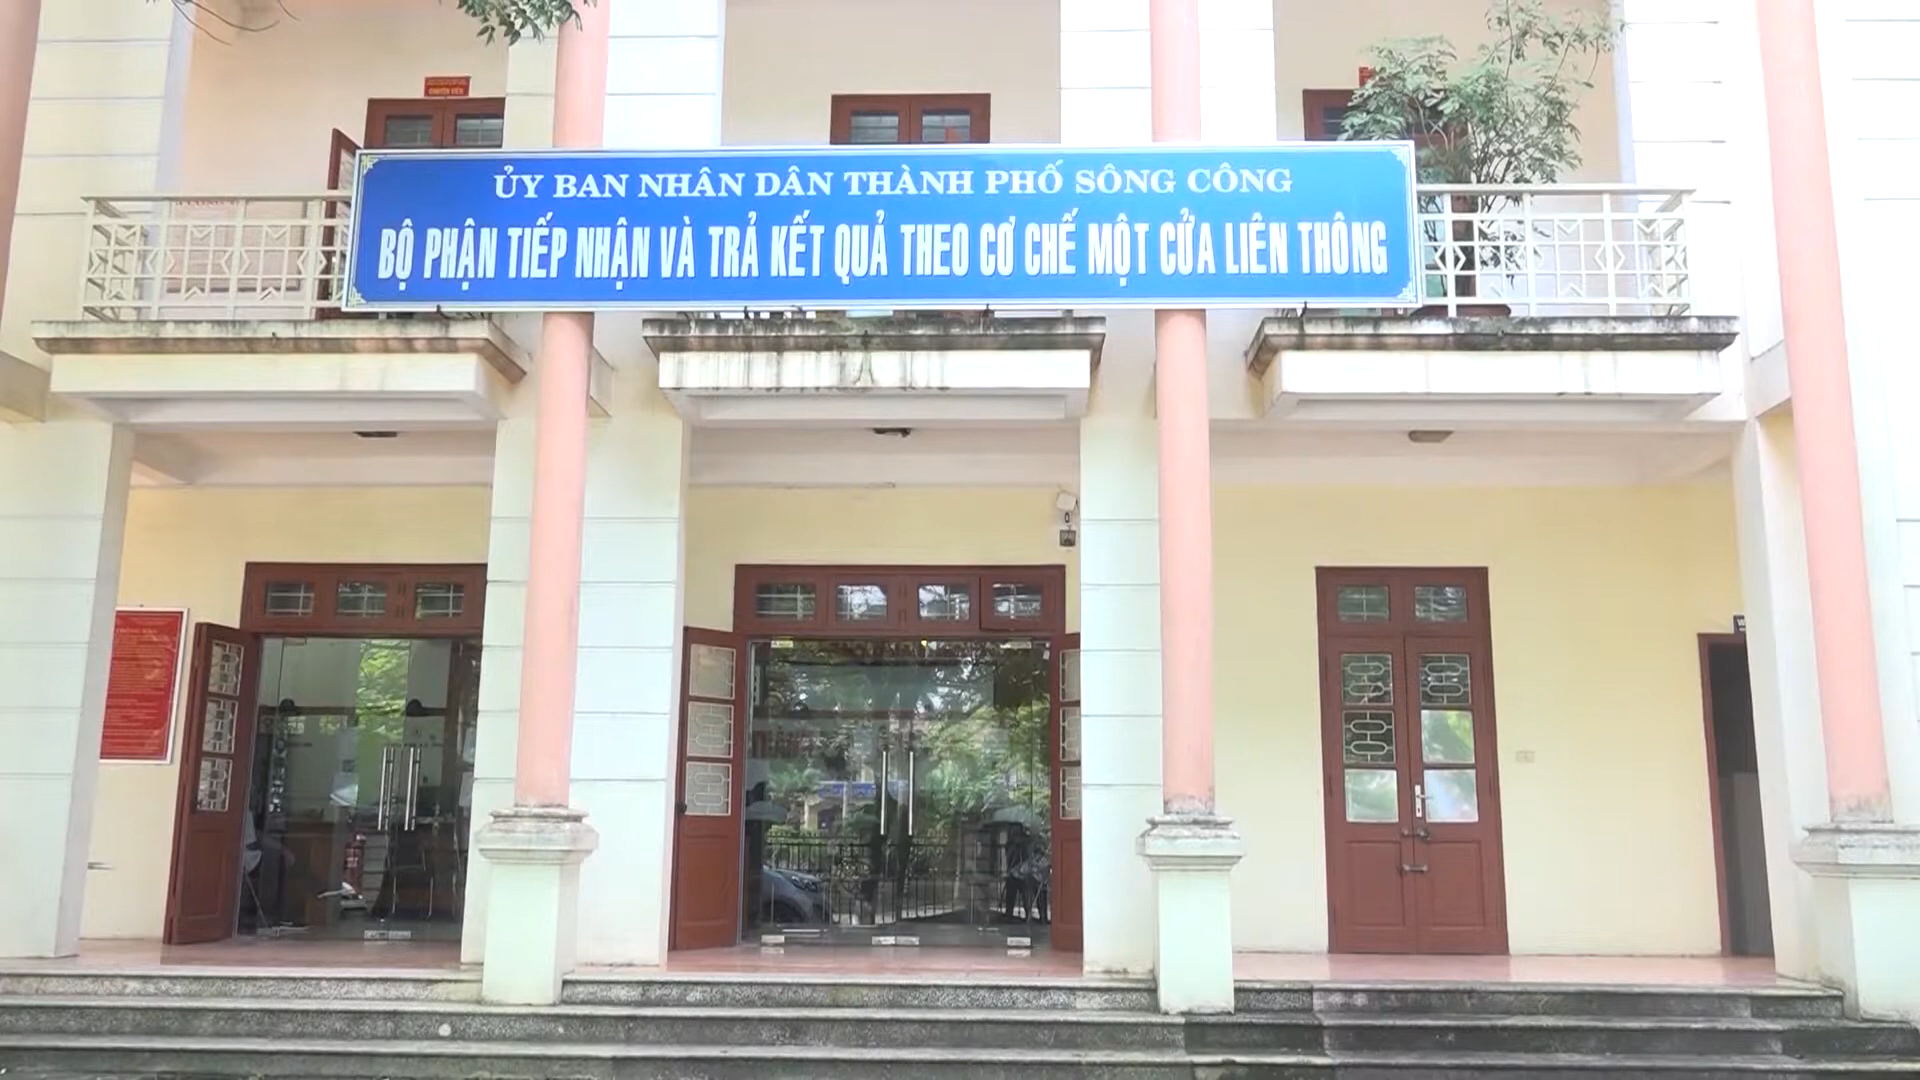 ỦY BAN NHÂN DÂN THÀNH PHỐ SÔNG CÔNG
BỘ PHẬN TIẾP NHẬN VÀ TRẢ KẾT QUẢ THEO CƠ CHẾ MỘT CỬA LIÊN THÔNG